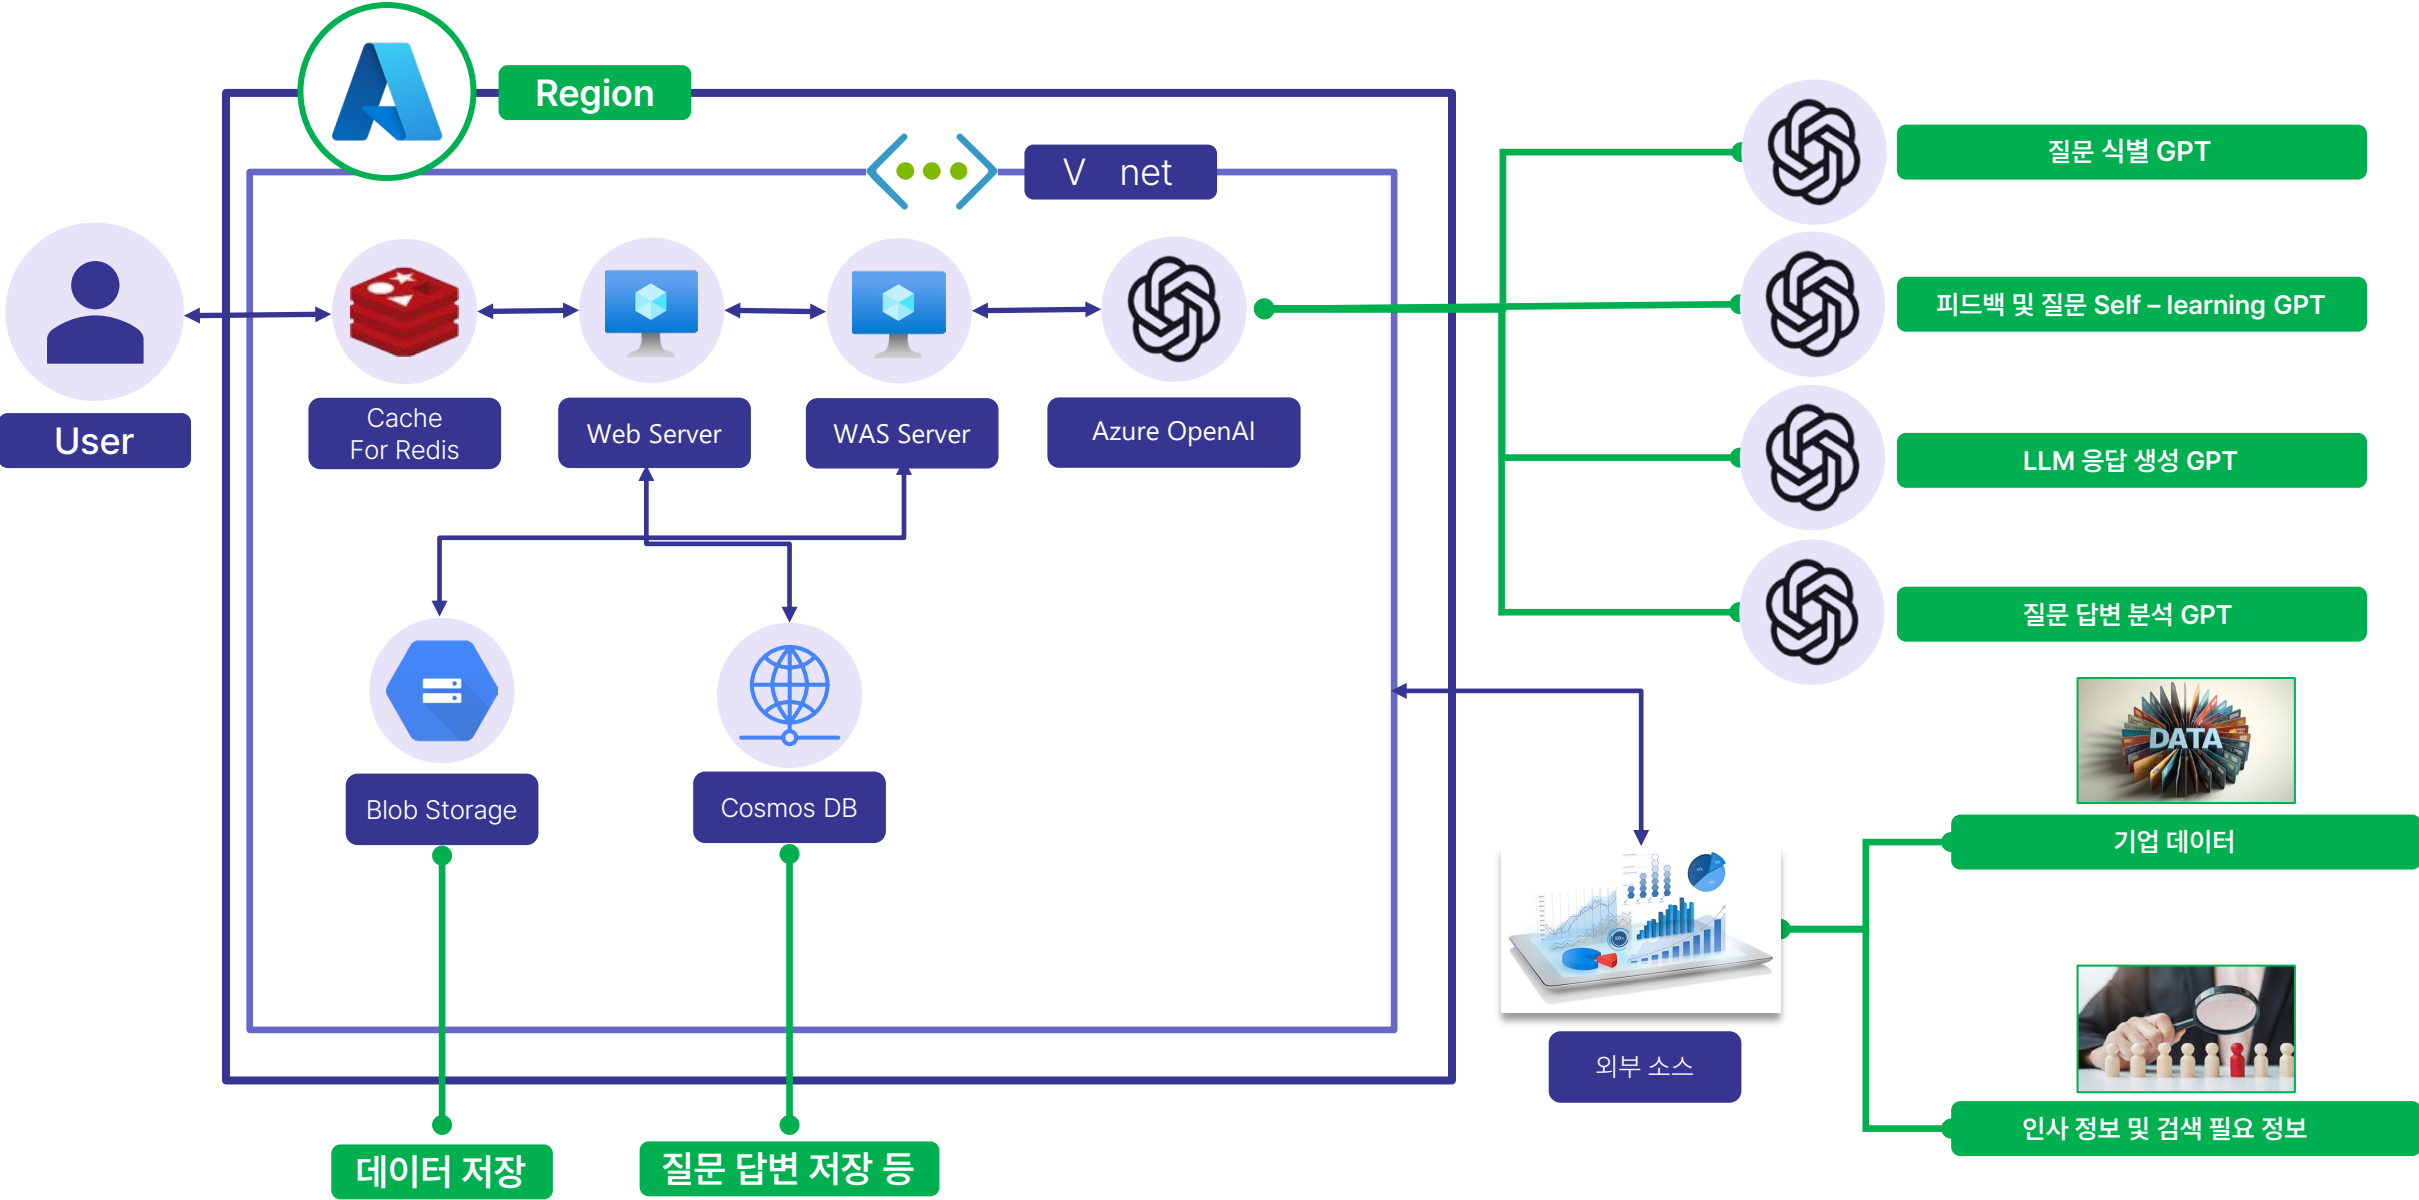 Region
V net
질문 식별 GPT
피드백 및 질문 Self – learning GPT
LLM 응답 생성 GPT
질문 답변 분석 GPT
User
Cache
For Redis
Web Server
WAS Server
Azure OpenAI
Blob Storage
Cosmos DB
DATA
기업 데이터
외부 소스
인사 정보 및 검색 필요 정보
데이터 저장
질문 답변 저장 등